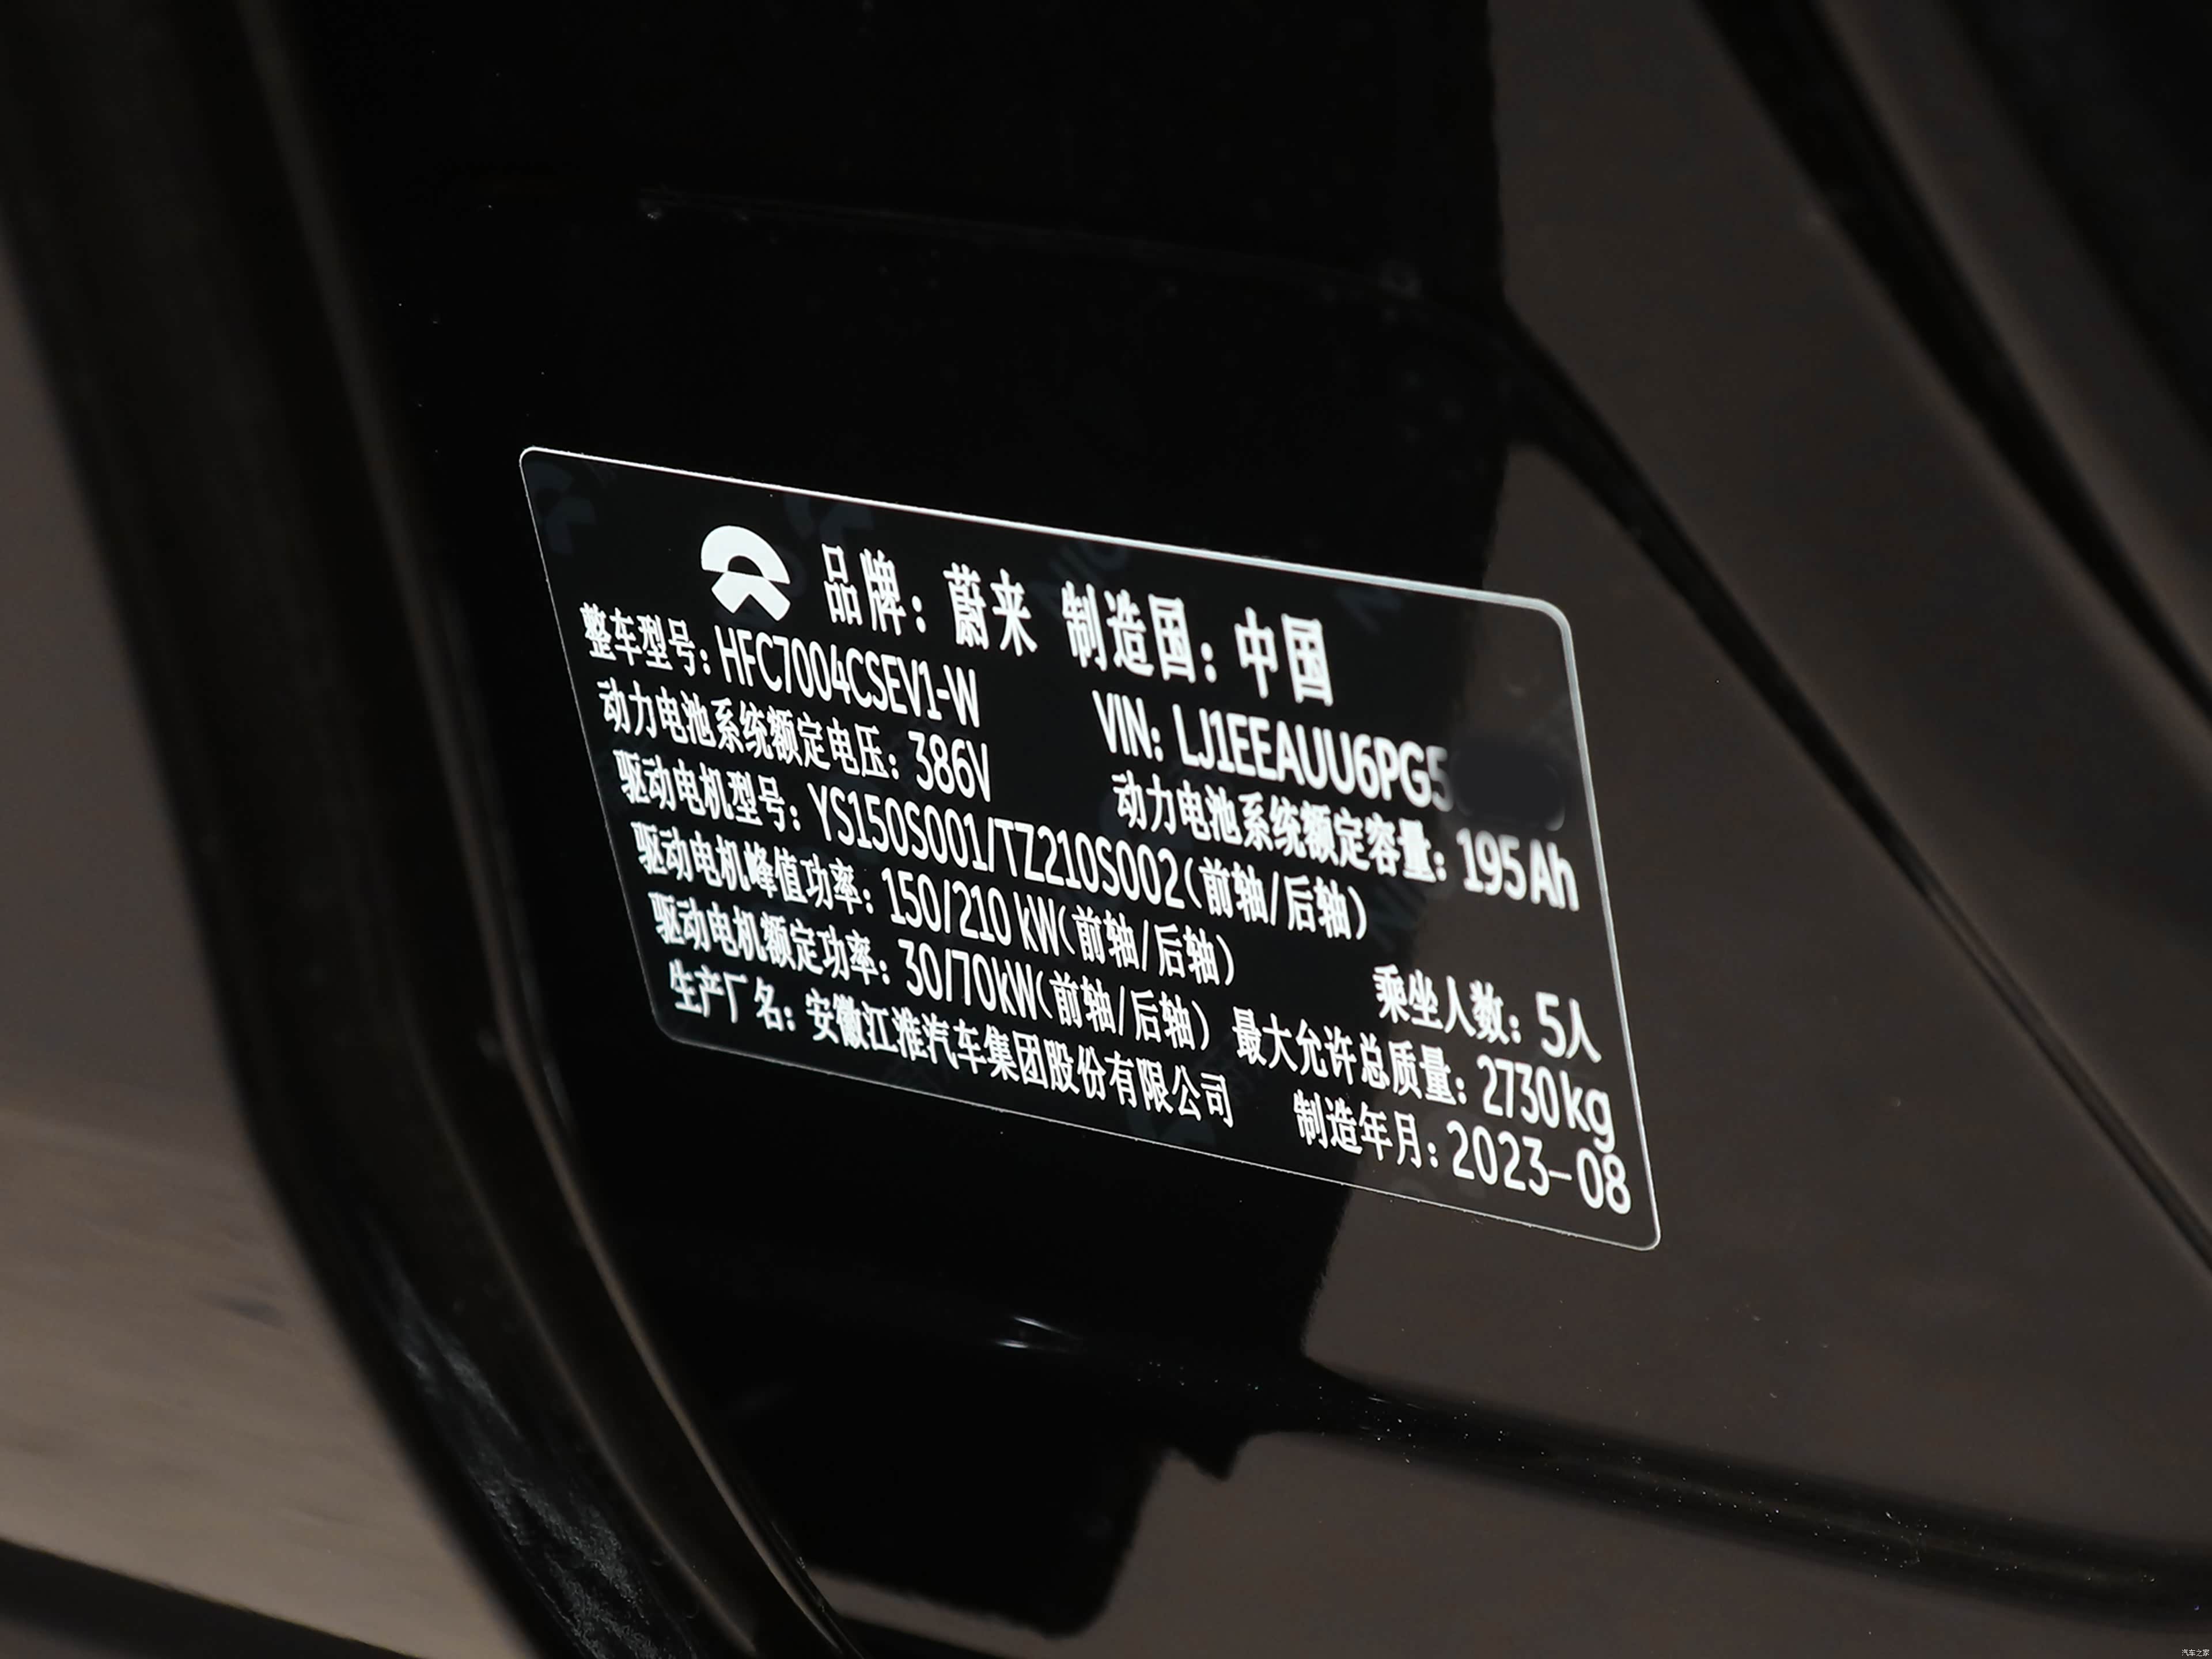 品牌：蔚来 制造国：中国
整车型号：HFC7004CSEV1-W VIN：LJ1EEAUU6PG5
动力电池系统额定电压：386V 动力电池系统额定容量：195Ah
驱动电机型号：YS150S001/TZ210S002(前轴/后轴)
驱动电机峰值功率：150/210 kW(前轴/后轴) 乘坐人数：5人
驱动电机额定功率：30/70kW(前轴/后轴) 最大允许总质量：2730kg
生产厂名：安徽江淮汽车集团股份有限公司 制造年月：2023-08
汽车之家